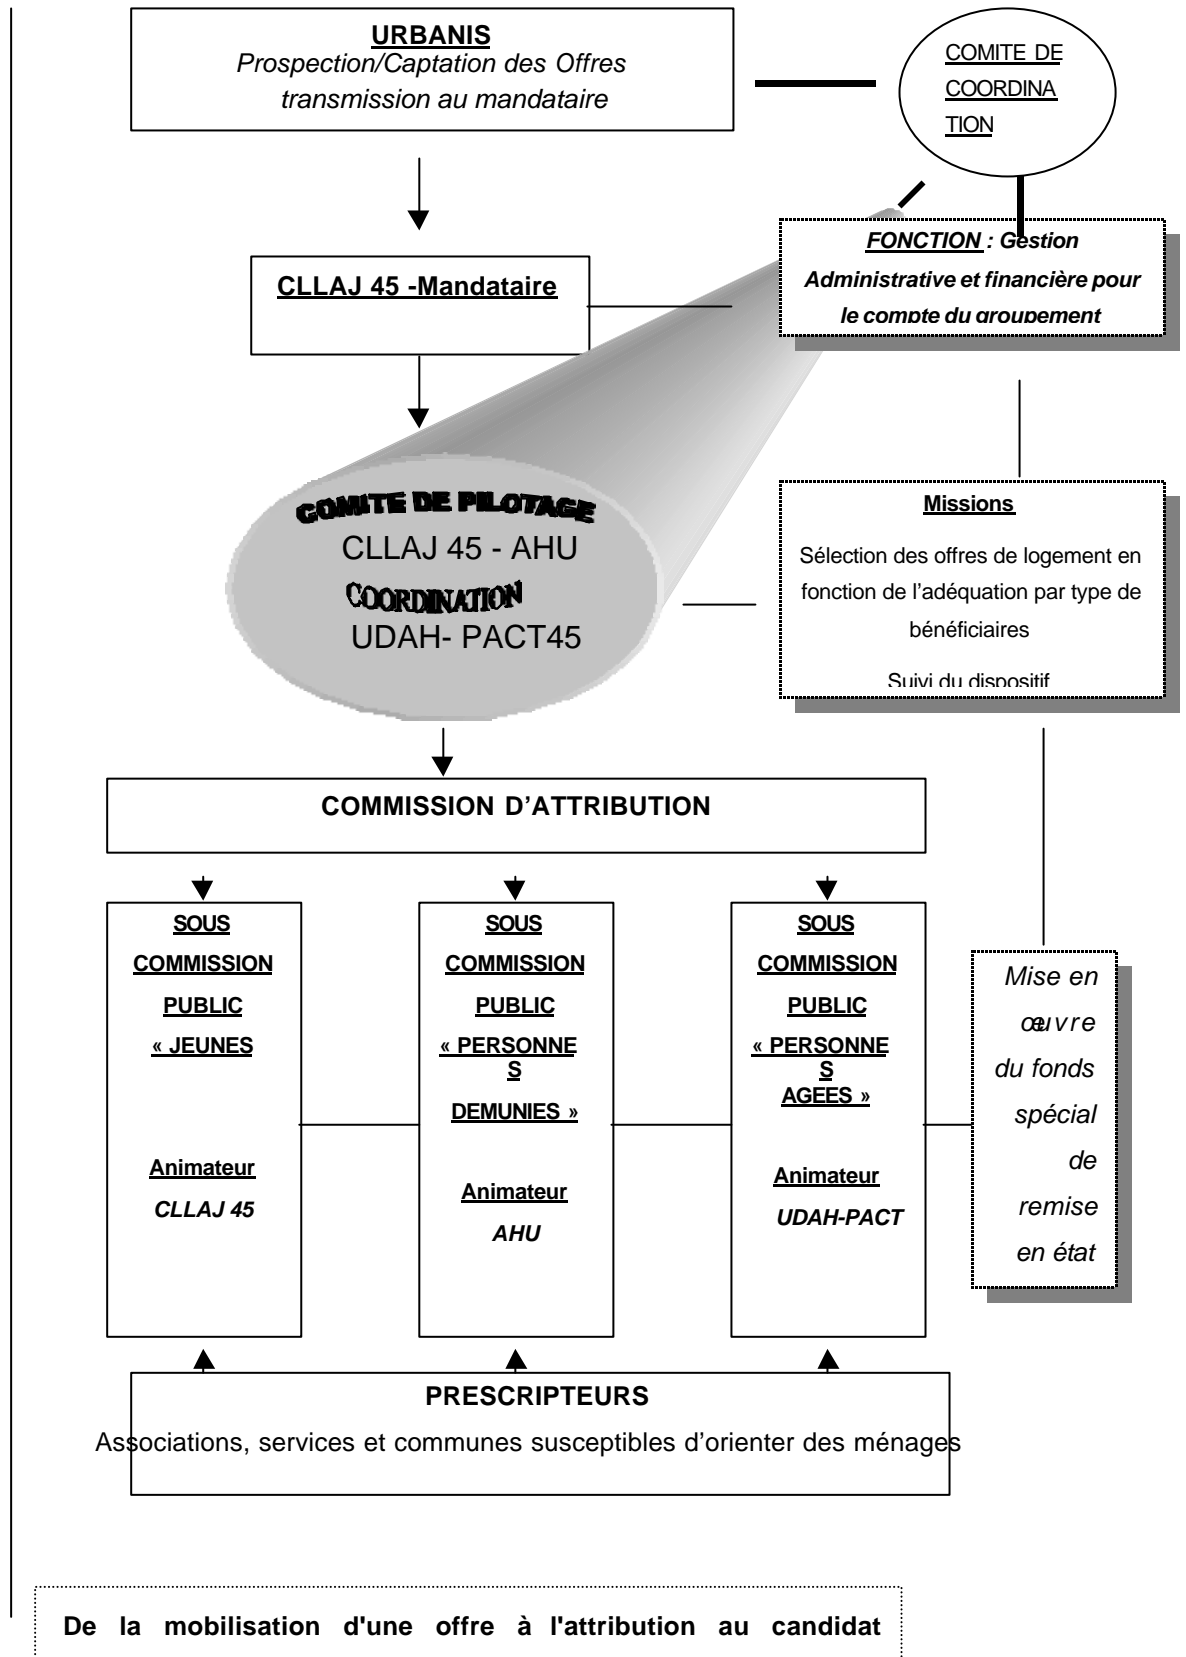 URBANIS
Prospection/Captation des Offres
transmission au mandataire
COMITE DE
COORDINA
TION
FONCTION : Gestion
Administrative et financière pour
le compte du groupement
CLLAJ 45 -Mandataire
COMITE DE PILOTAGE
CLLAJ 45 - AHU
COORDINATION
UDAH- PACT45
Missions
Sélection des offres de logement en
fonction de l’adéquation par type de
bénéficiaires
Suivi du dispositif
COMMISSION D’ATTRIBUTION
SOUS
COMMISSION
PUBLIC
« JEUNES
Animateur
CLLAJ 45
SOUS
COMMISSION
PUBLIC
« PERSONNE
S
DEMUNIES »
Animateur
AHU
SOUS
COMMISSION
PUBLIC
« PERSONNE
S
AGEES »
Animateur
UDAH-PACT
Mise en
œuvre
du fonds
spécial
de
remise
en état
PRESCRIPTEURS
Associations, services et communes susceptibles d’orienter des ménages
De la mobilisation d'une offre à l'attribution au candidat